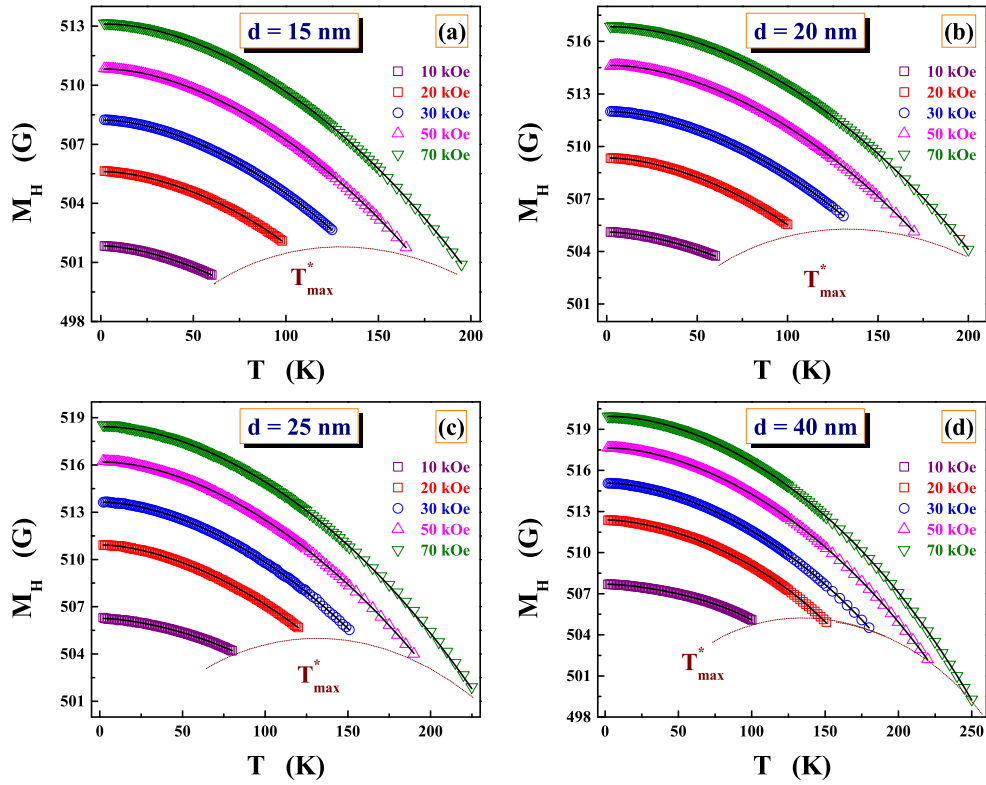 d = 15 nm
(a)
10 kOe
20 kOe
30 kOe
50 kOe
70 kOe
513
510
507
504
501
498
M_H (G)
T*_max
0 50 100 150 200
T (K)
d = 20 nm
(b)
10 kOe
20 kOe
30 kOe
50 kOe
70 kOe
516
513
510
507
504
501
M_H (G)
T*_max
0 50 100 150 200
T (K)
d = 25 nm
(c)
10 kOe
20 kOe
30 kOe
50 kOe
70 kOe
519
516
513
510
507
504
501
M_H (G)
T*_max
0 50 100 150 200
T (K)
d = 40 nm
(d)
10 kOe
20 kOe
30 kOe
50 kOe
70 kOe
519
516
513
510
507
504
501
498
M_H (G)
T*_max
0 50 100 150 200 250
T (K)